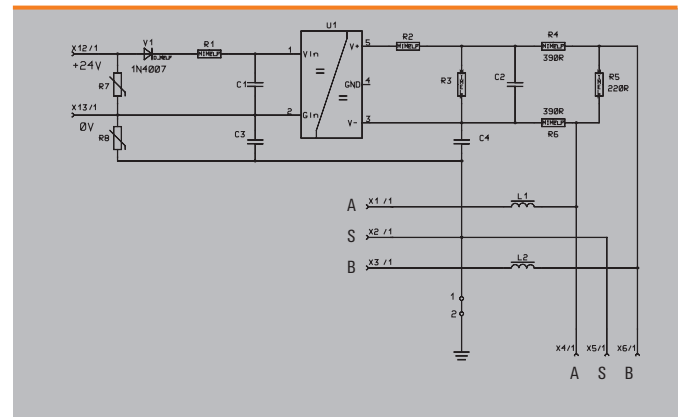 U1
X12/1
V1
R1
1
VIn
V+
5
R2
R4
+24V
1N4007
MINMELF
MINMELF
390R
R7
C1
=
=
GND
4
R3
C2
R5
220R
X13/1
2
GIn
V-
3
390R
0V
R8
C3
C4
R6
A X1 /1
L1
S X2 /1
B X3 /1
L2
1
2
X4/1 X5/1 X6/1
A S B